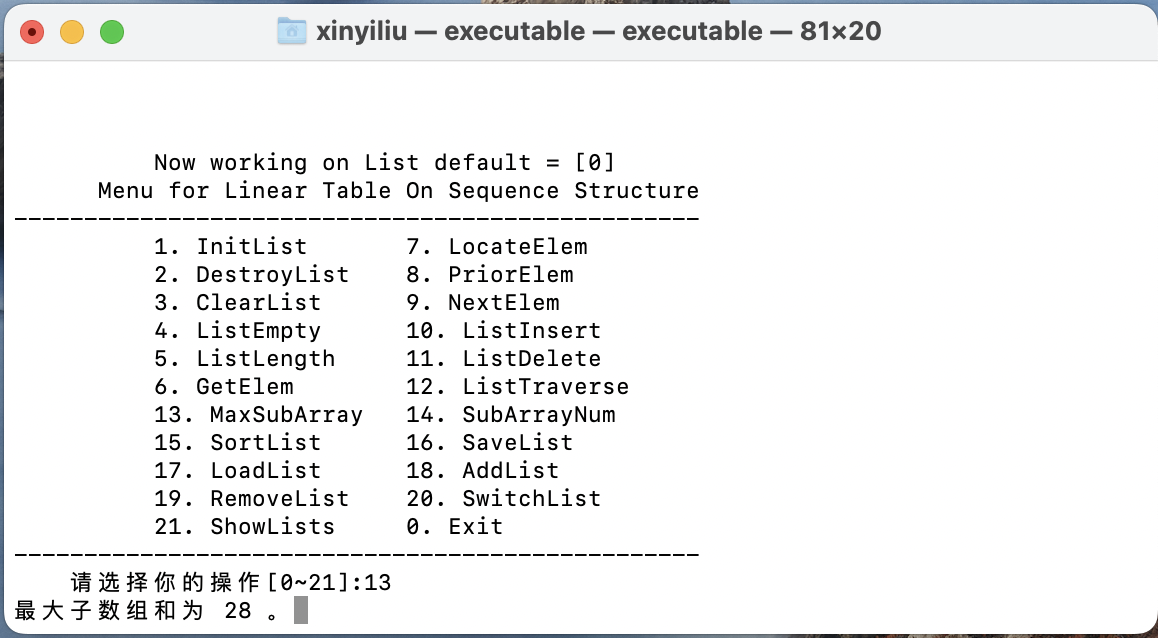 xinyiliu — executable — executable — 81×20
Now working on List default = [0]
Menu for Linear Table On Sequence Structure
-------------------------------------------------
1. InitList 7. LocateElem
2. DestroyList 8. PriorElem
3. ClearList 9. NextElem
4. ListEmpty 10. ListInsert
5. ListLength 11. ListDelete
6. GetElem 12. ListTraverse
13. MaxSubArray 14. SubArrayNum
15. SortList 16. SaveList
17. LoadList 18. AddList
19. RemoveList 20. SwitchList
21. ShowLists 0. Exit
-------------------------------------------------
请选择你的操作[0~21]:13
最大子数组和为 28 。